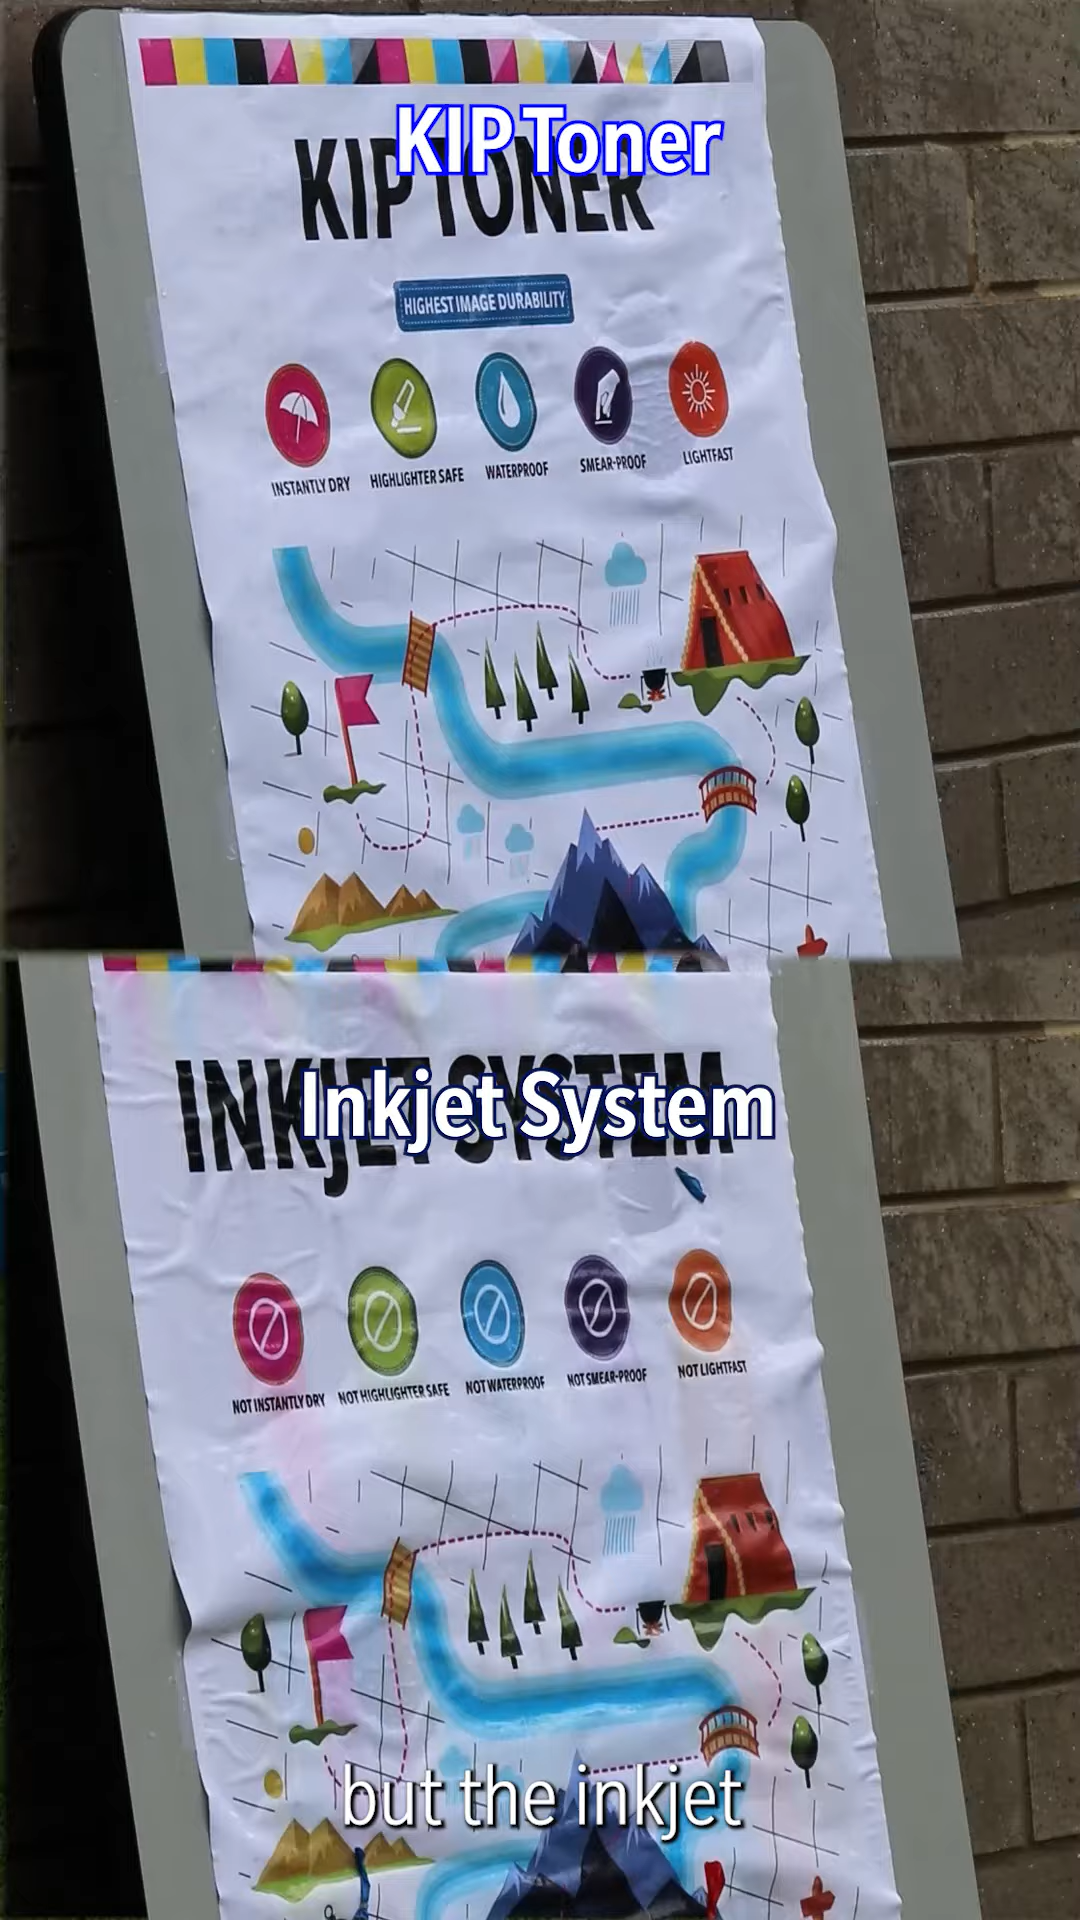 KIP Toner
KIP TONER
HIGHEST IMAGE DURABILITY
INSTANTLY DRY
HIGHLIGHTER SAFE
WATERPROOF
SMEAR-PROOF
LIGHTFAST
INKJET SYSTEM
Inkjet System
NOT INSTANTLY DRY
NOT HIGHLIGHTER SAFE
NOT WATERPROOF
NOT SMEAR-PROOF
NOT LIGHTFAST
but the inkjet